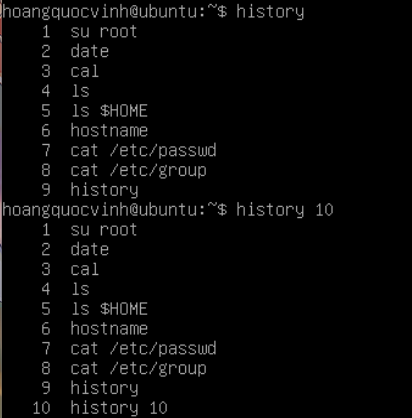 hoangquocvinh@ubuntu:~$ history
    1  su root
    2  date
    3  cal
    4  ls
    5  ls $HOME
    6  hostname
    7  cat /etc/passwd
    8  cat /etc/group
    9  history
hoangquocvinh@ubuntu:~$ history 10
    1  su root
    2  date
    3  cal
    4  ls
    5  ls $HOME
    6  hostname
    7  cat /etc/passwd
    8  cat /etc/group
    9  history
   10  history 10